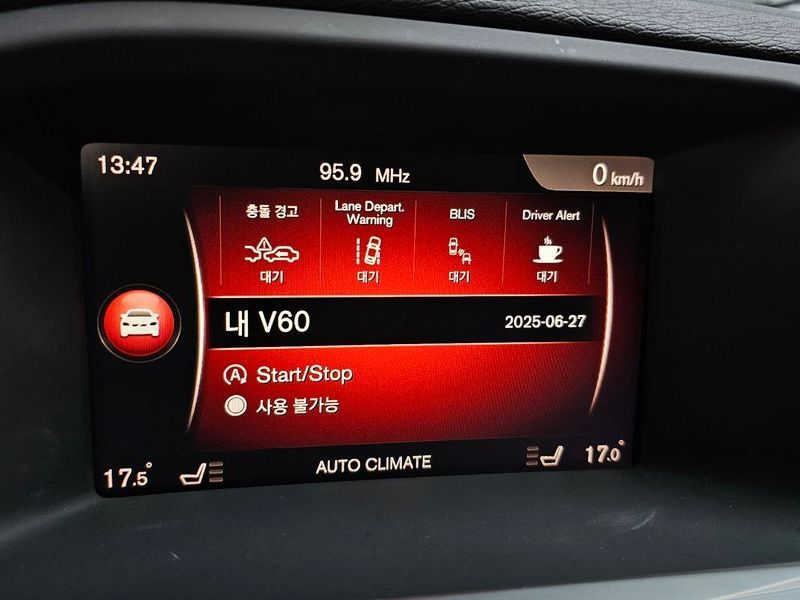 13:47
95.9 MHz
0 km/h
충돌 경고
Lane Depart.
Warning
BLIS
Driver Alert
대기
대기
대기
대기
내 V60
2025-06-27
Start/Stop
사용 불가능
17.5°
AUTO CLIMATE
17.0°